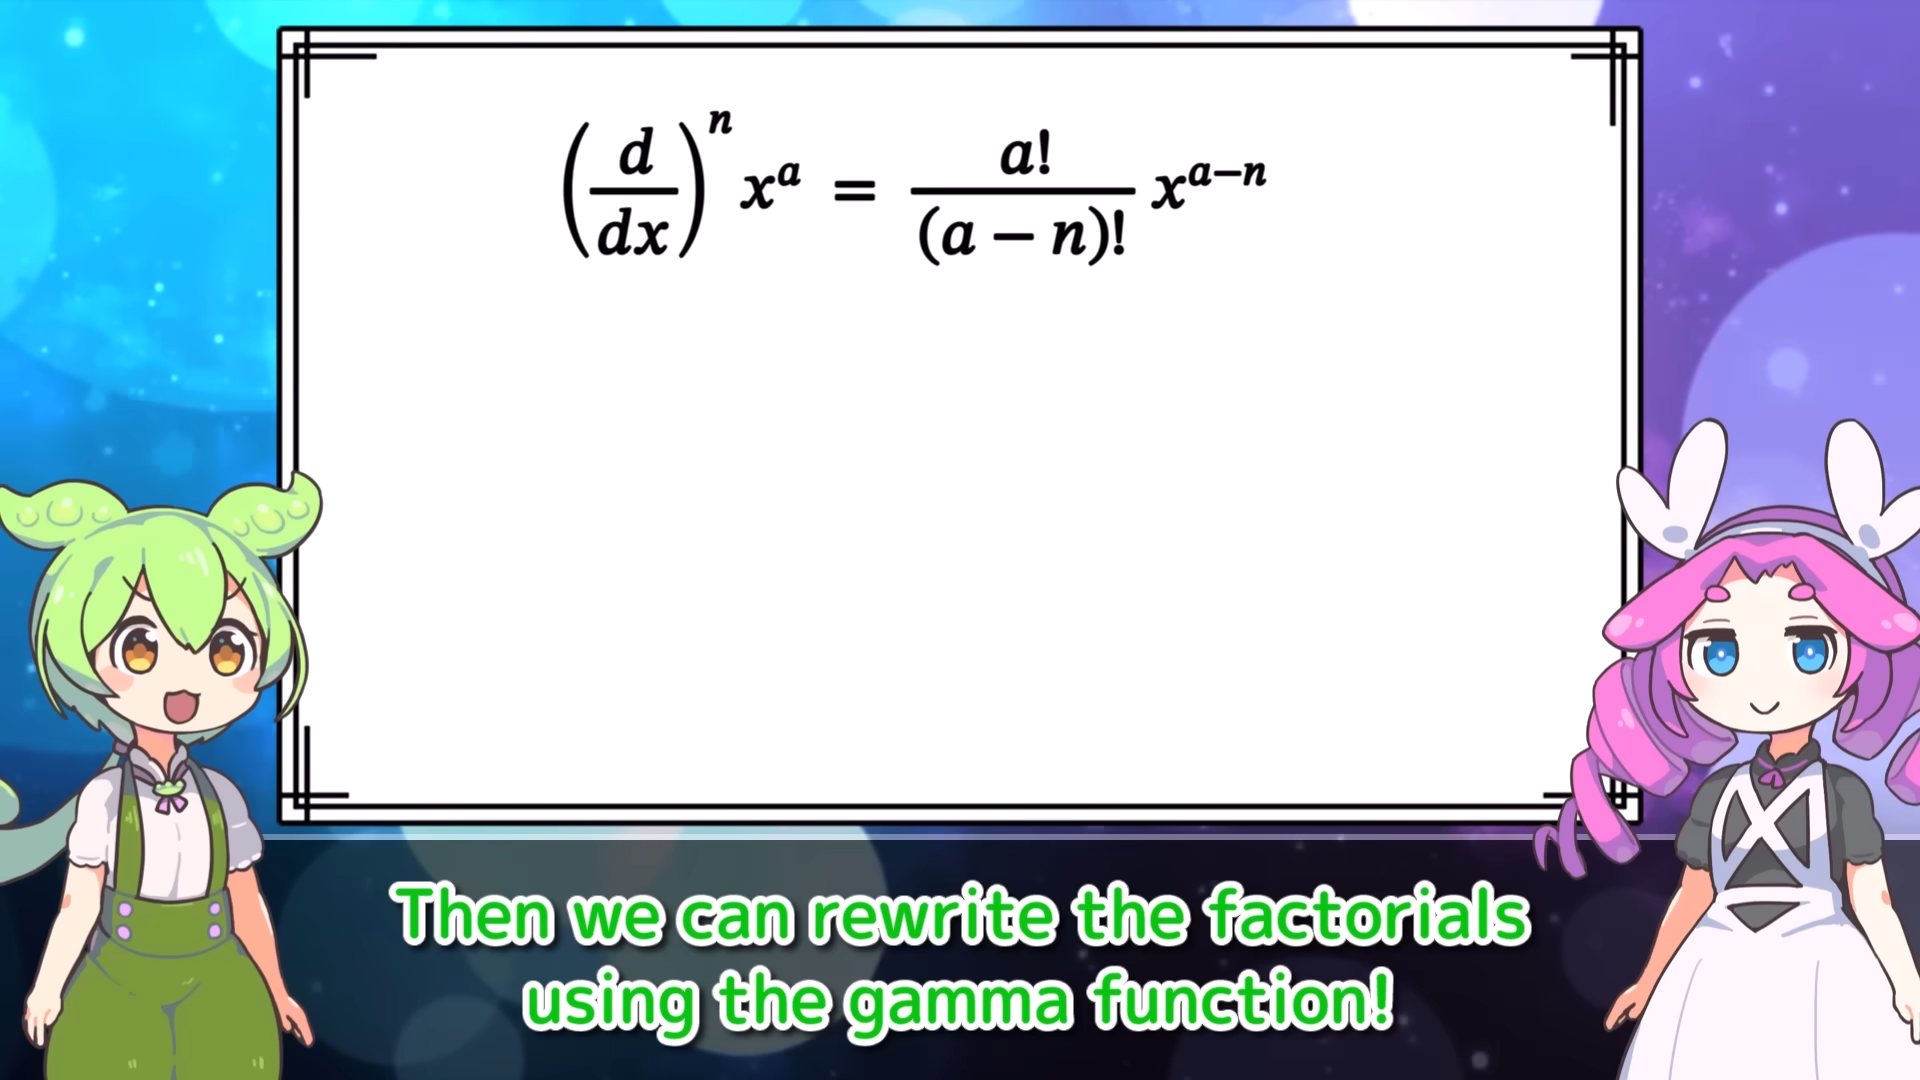 (d/dx)^n x^a = a!/(a − n)! x^{a−n}
Then we can rewrite the factorials
using the gamma function!